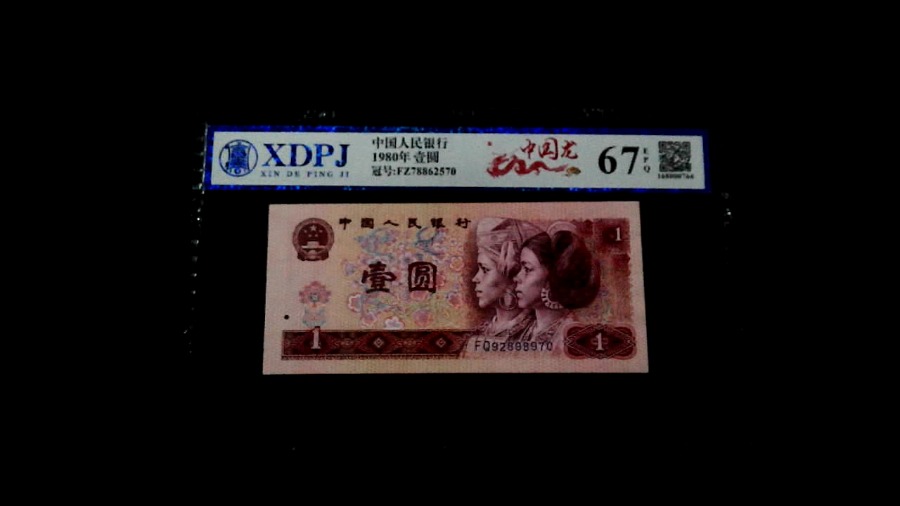 XDPJ
XIN DE PING JI
中国人民银行
1980年 壹圆
冠号:FZ78862570
中国龙
67
EPQ
中国人民银行
1
壹圆
1
FQ92898970
1